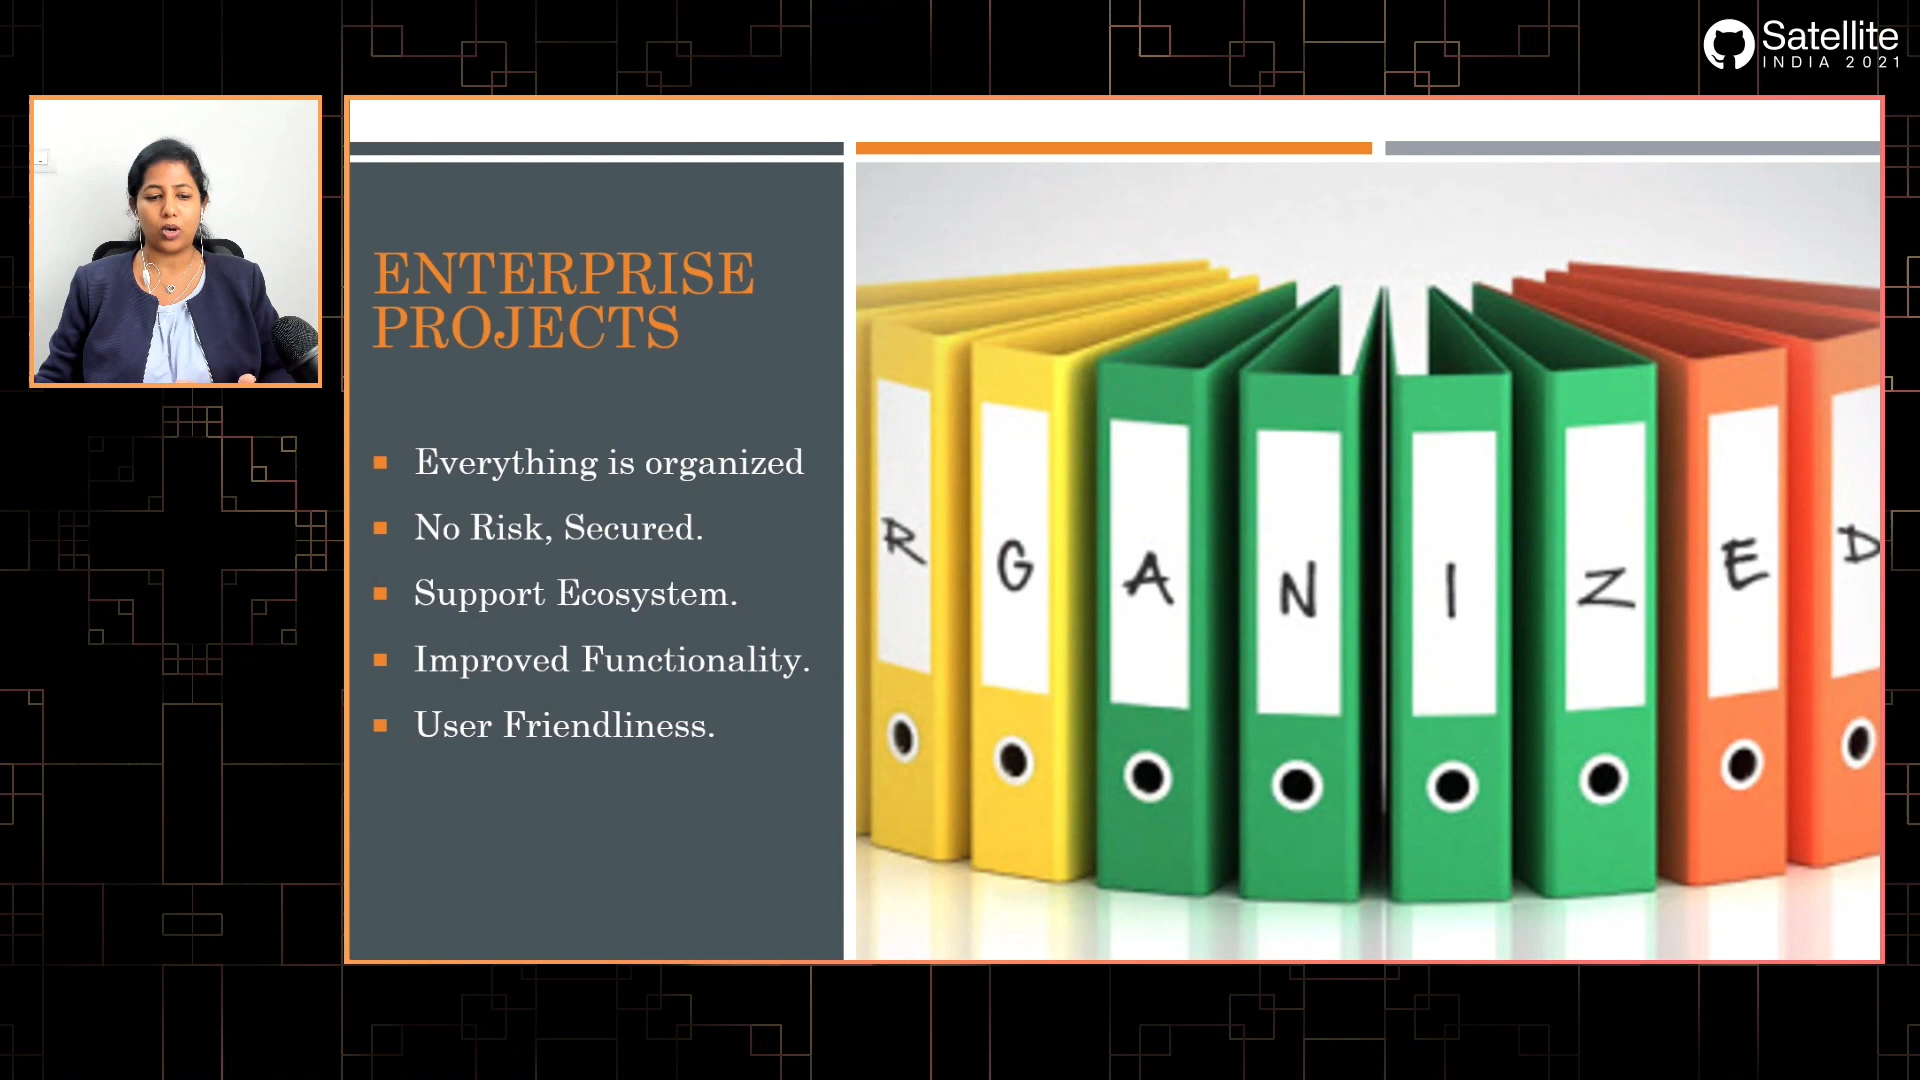 Satellite
INDIA 2021
ENTERPRISE
PROJECTS
Everything is organized
No Risk, Secured.
Support Ecosystem.
Improved Functionality.
User Friendliness.
R G A N I Z E D